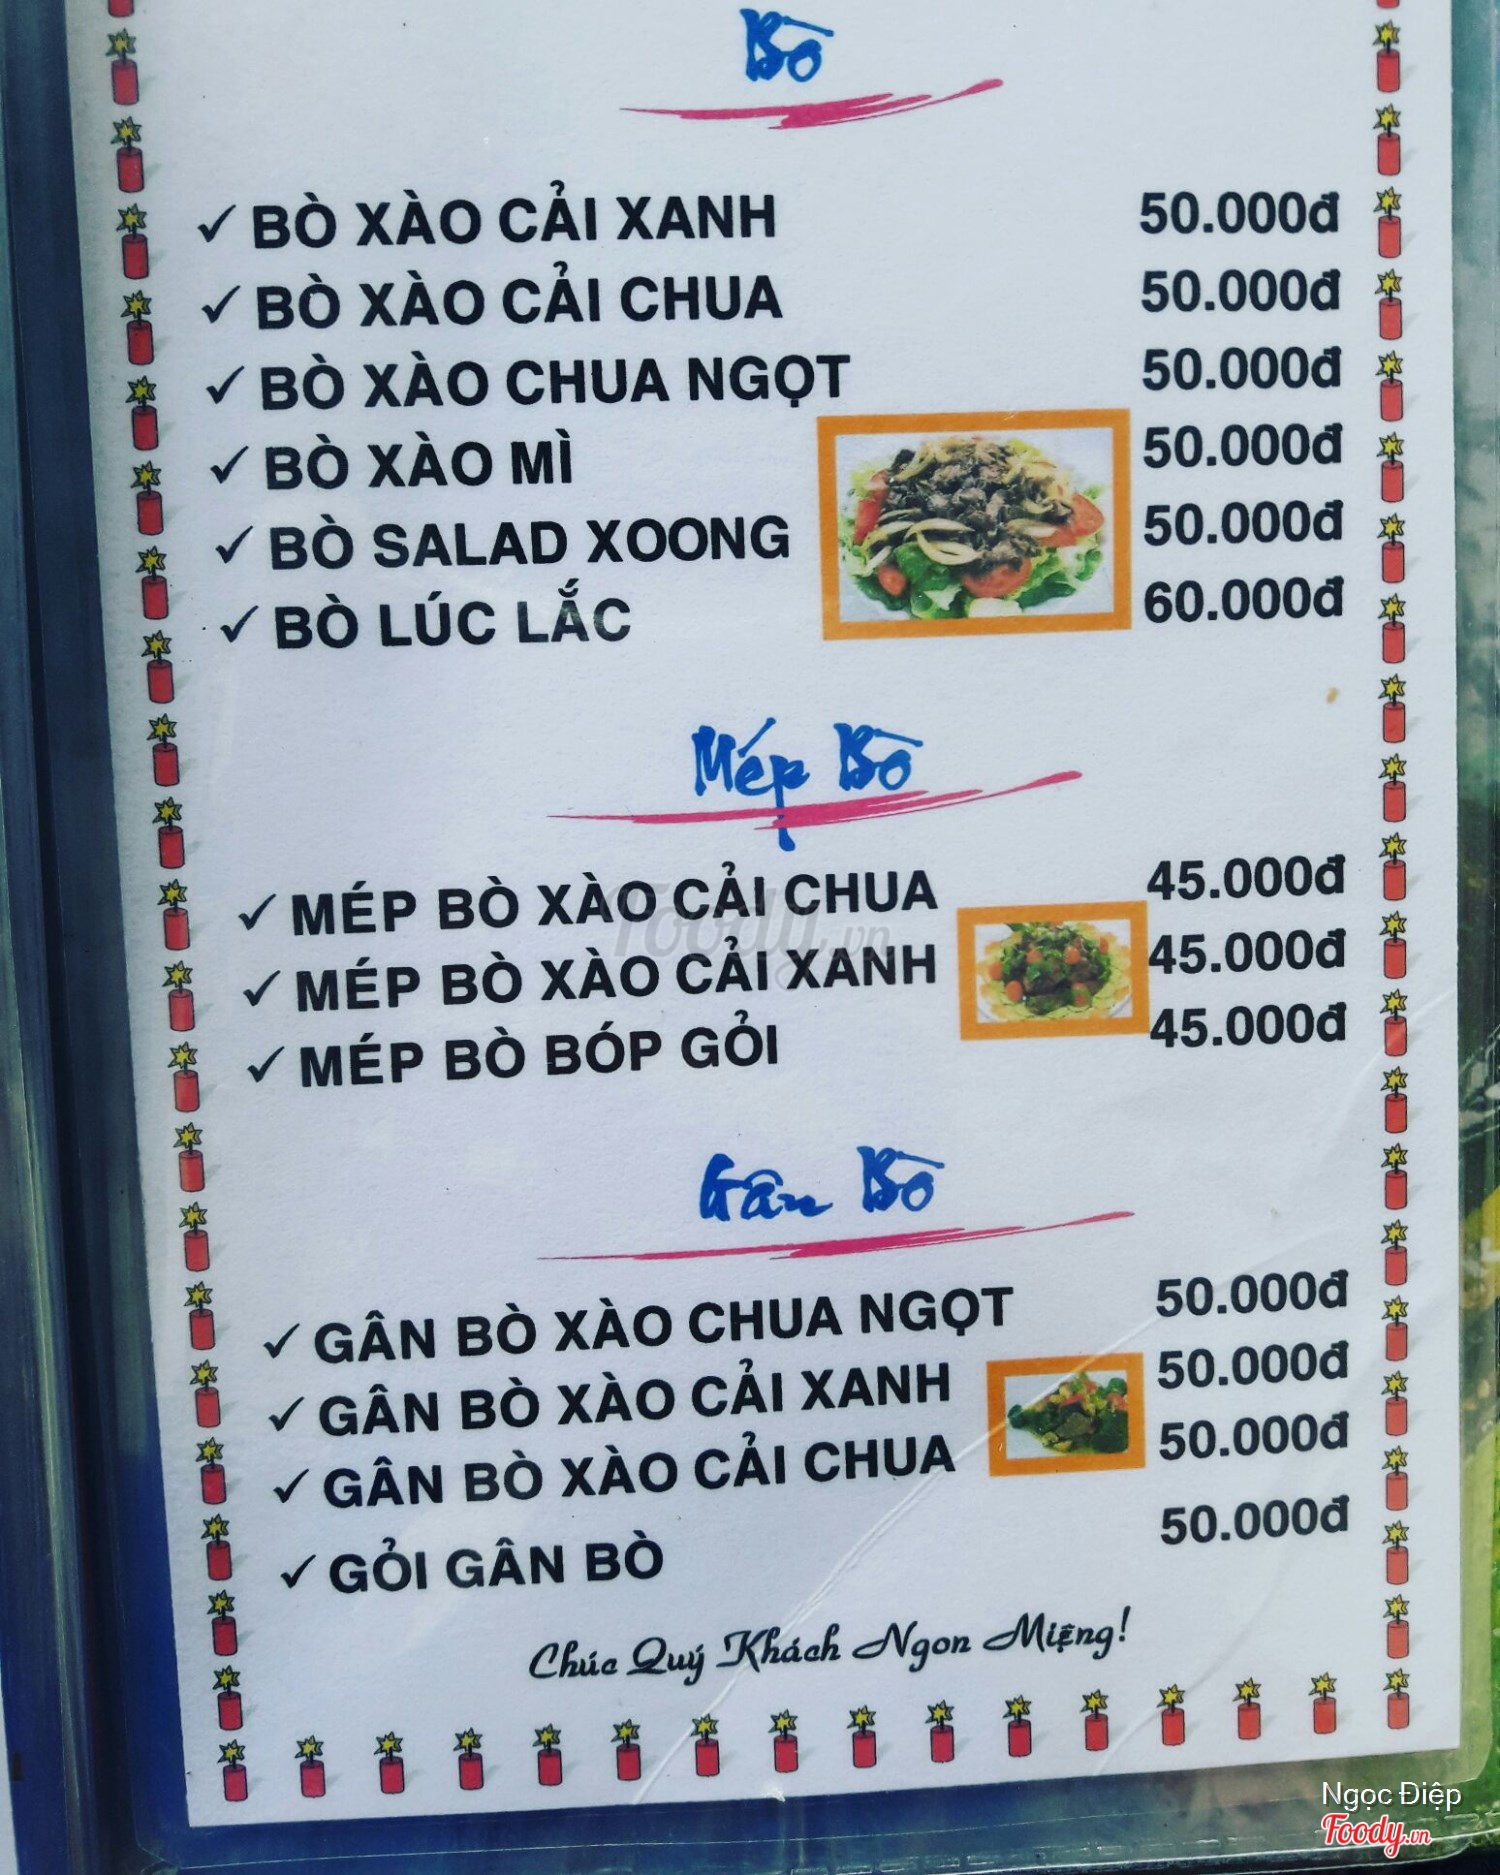 Bò
✓ BÒ XÀO CẢI XANH 50.000đ
✓ BÒ XÀO CẢI CHUA 50.000đ
✓ BÒ XÀO CHUA NGỌT 50.000đ
✓ BÒ XÀO MÌ 50.000đ
✓ BÒ SALAD XOONG 50.000đ
✓ BÒ LÚC LẮC 60.000đ
Mép Bò
✓ MÉP BÒ XÀO CẢI CHUA 45.000đ
✓ MÉP BÒ XÀO CẢI XANH 45.000đ
✓ MÉP BÒ BÓP GỎI 45.000đ
Foody.vn
Gân Bò
✓ GÂN BÒ XÀO CHUA NGỌT 50.000đ
✓ GÂN BÒ XÀO CẢI XANH 50.000đ
✓ GÂN BÒ XÀO CẢI CHUA 50.000đ
✓ GỎI GÂN BÒ 50.000đ
Chúc Quý Khách Ngon Miệng!
Ngọc Điệp
Foody.vn